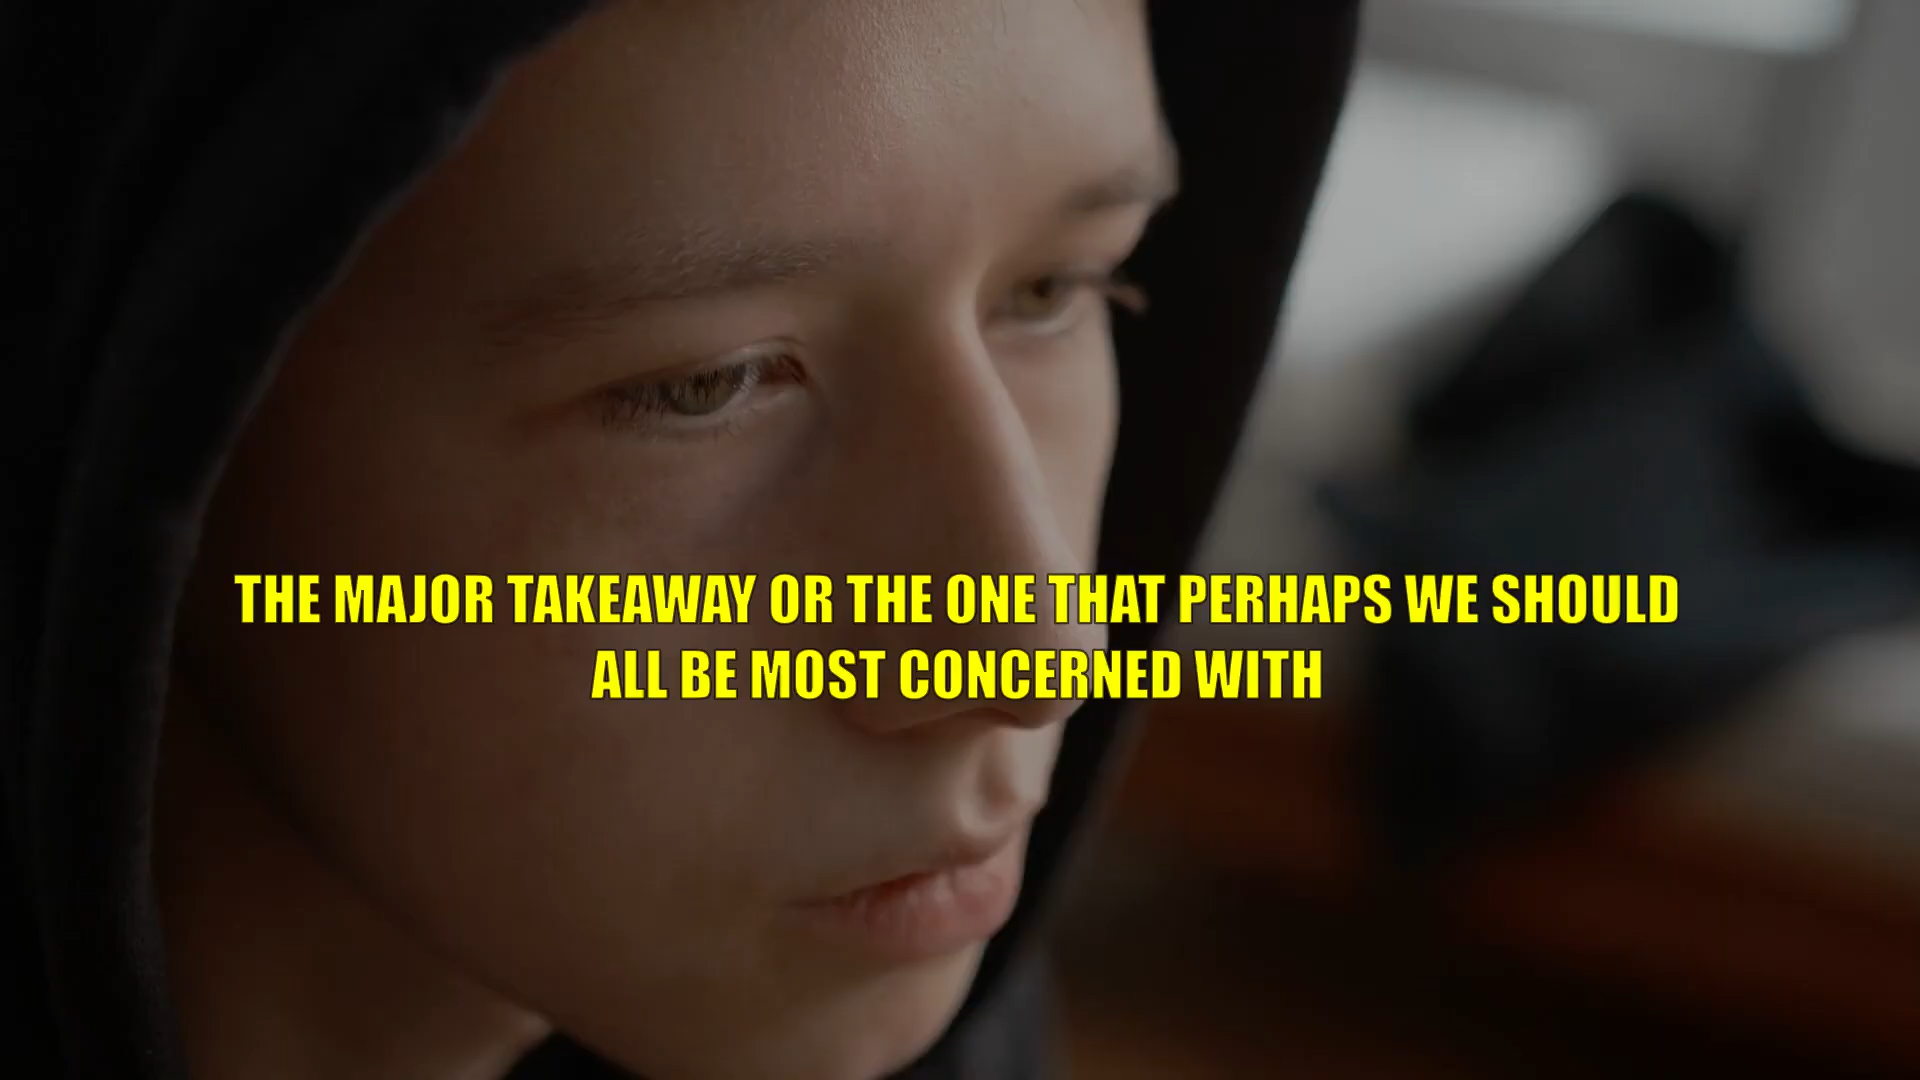 THE MAJOR TAKEAWAY OR THE ONE THAT PERHAPS WE SHOULD
ALL BE MOST CONCERNED WITH